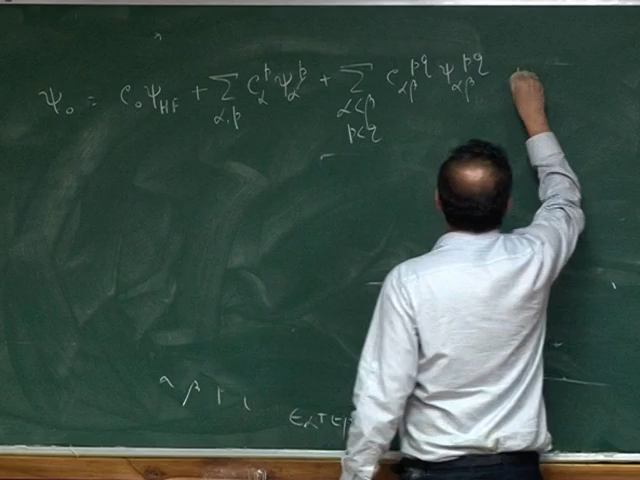 Ψ₀ = C₀Ψ_HF + Σ_{α,p} C_α^p Ψ_α^p + Σ_{α<β, p<q} C_{αβ}^{pq} Ψ_{αβ}^{pq}